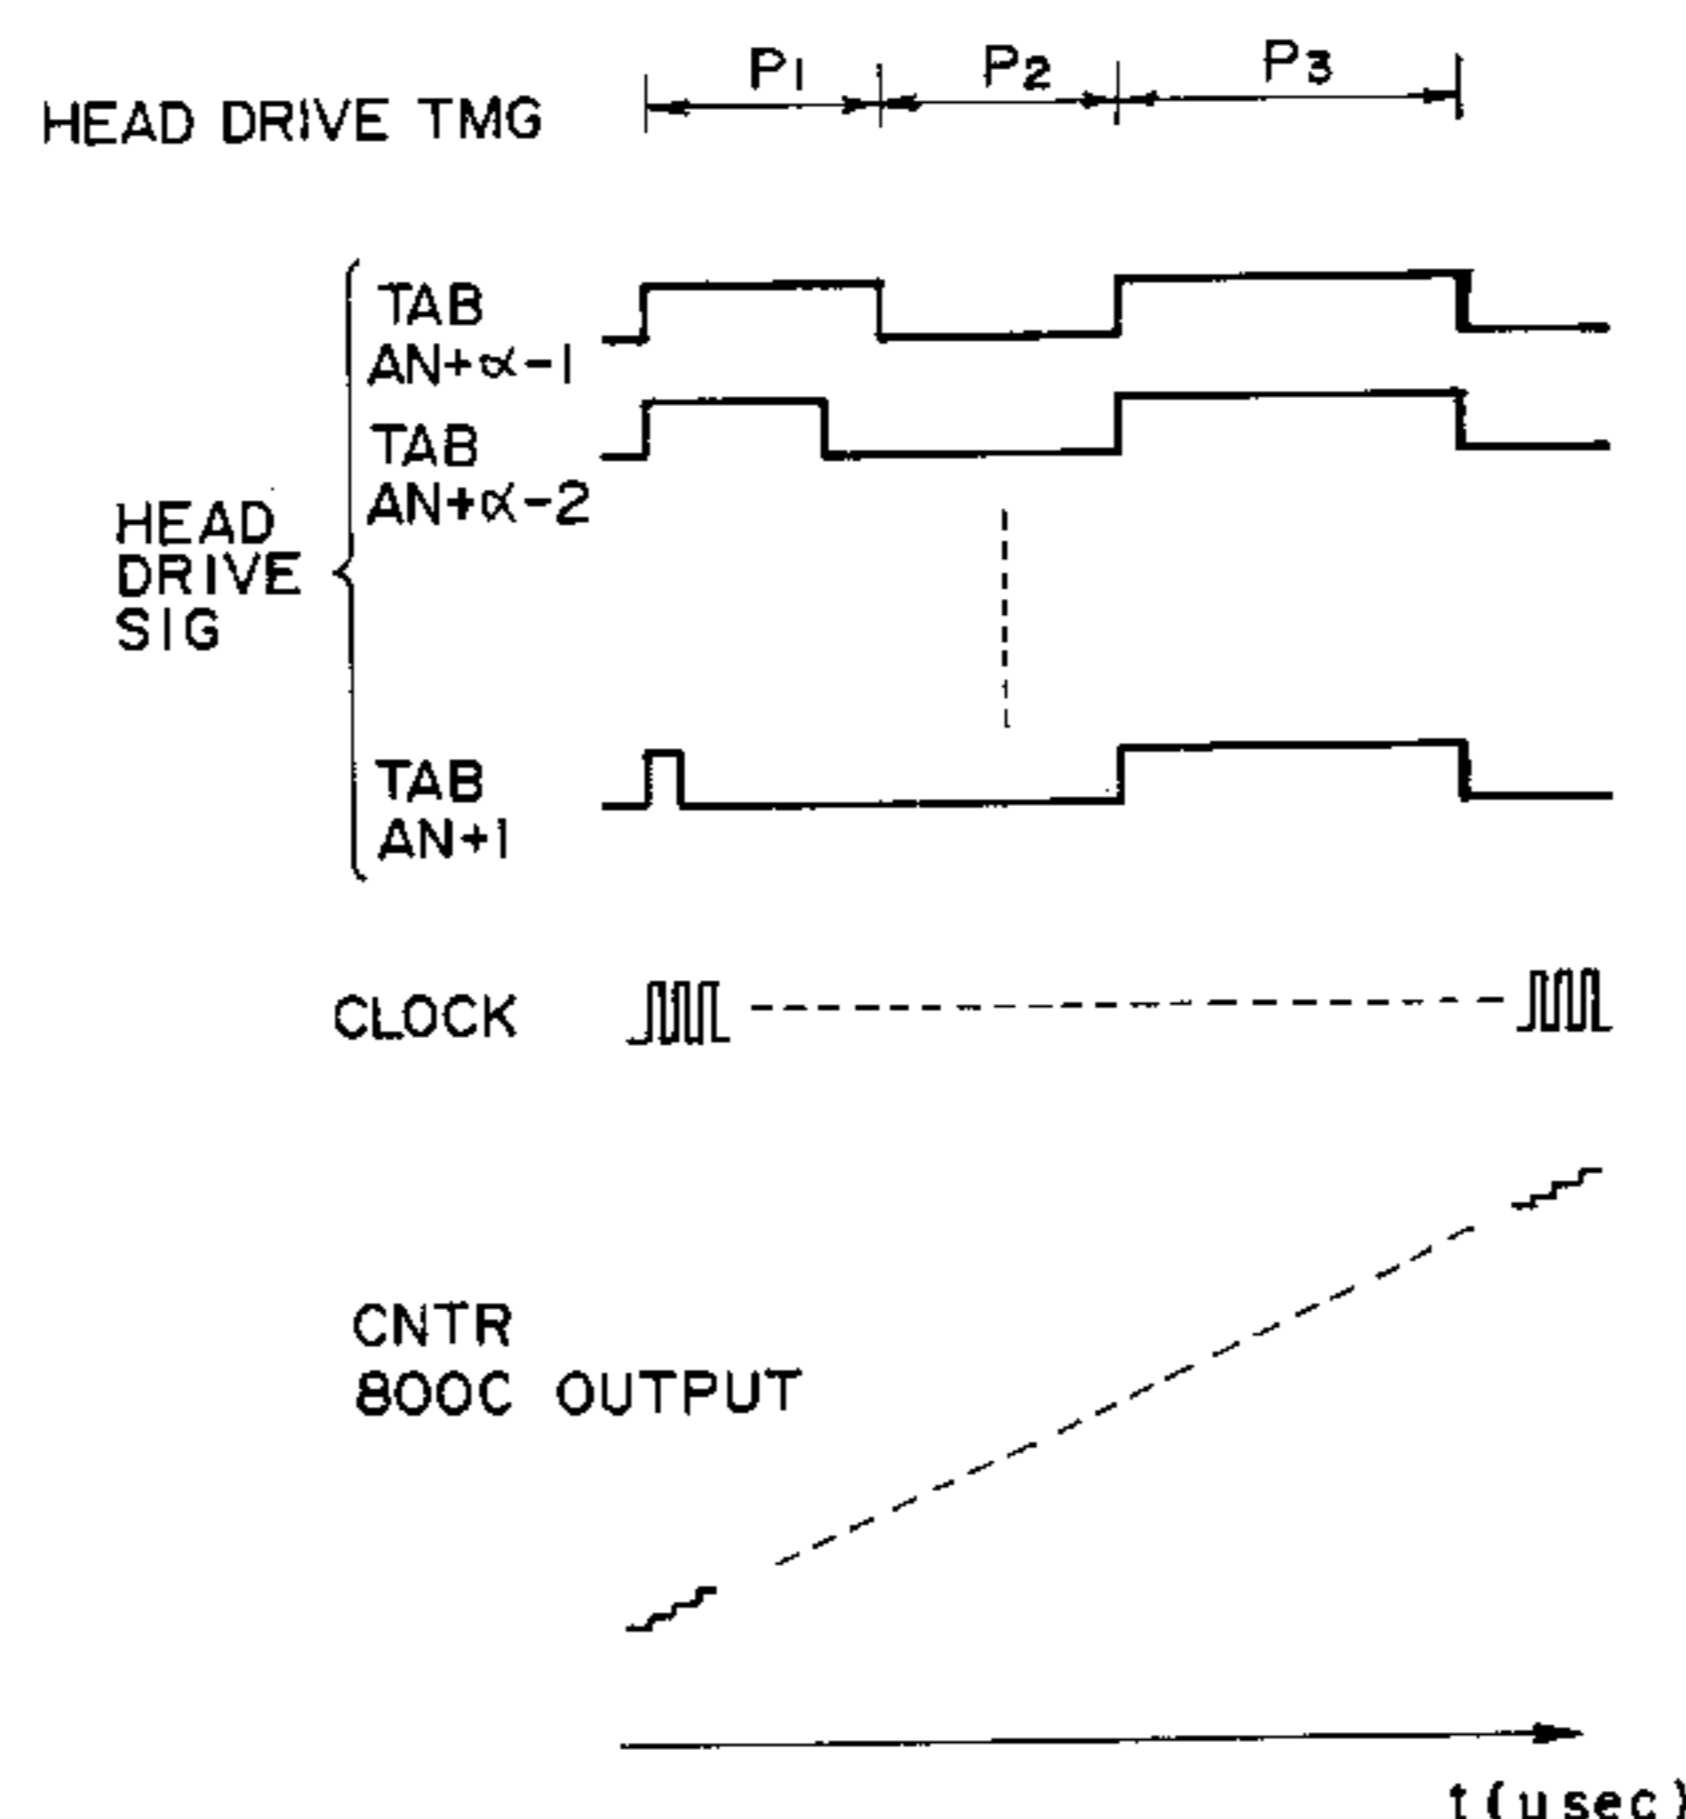 P1 P2 P3
HEAD DRIVE TMG
TAB
AN+α-1
TAB
AN+α-2
HEAD
DRIVE
SIG
TAB
AN+1
CLOCK
CNTR
800C OUTPUT
t(usec)